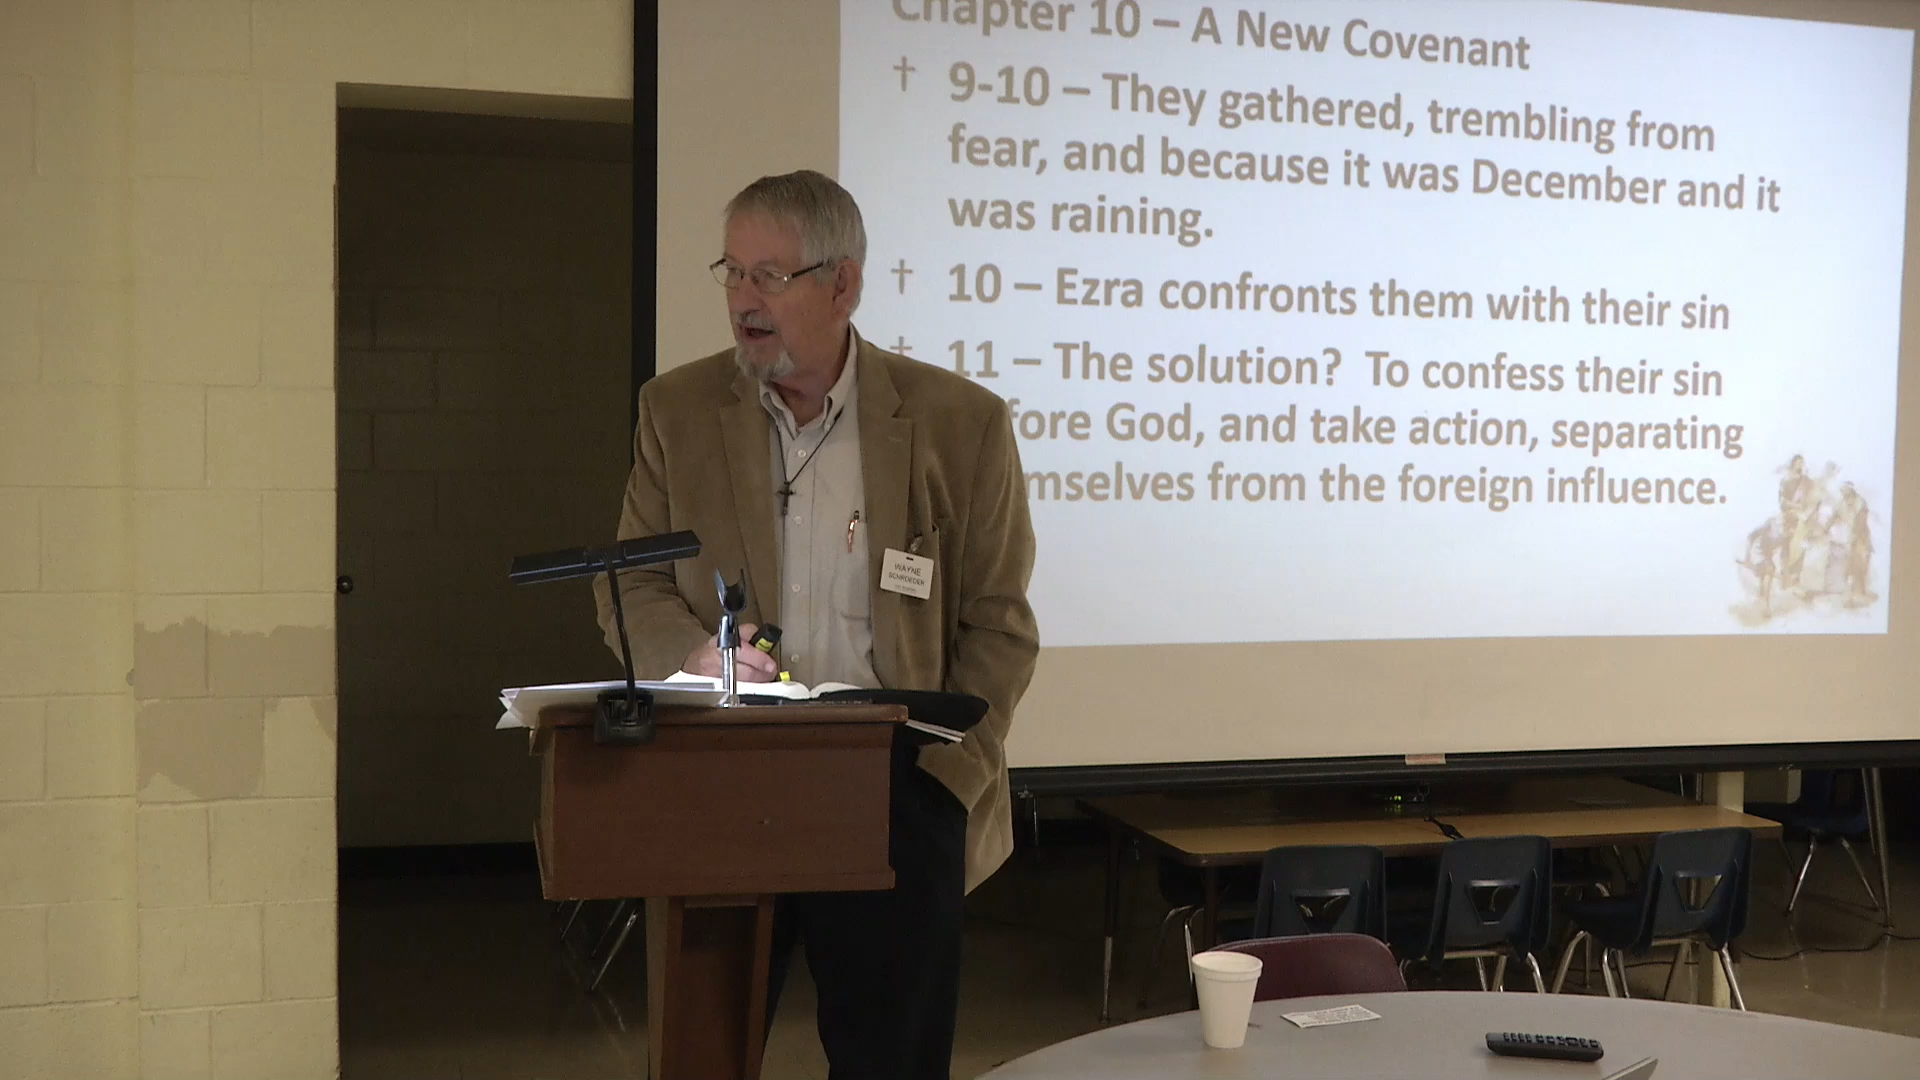 Chapter 10 – A New Covenant
† 9-10 – They gathered, trembling from
fear, and because it was December and it
was raining.
† 10 – Ezra confronts them with their sin
† 11 – The solution? To confess their sin
fore God, and take action, separating
mselves from the foreign influence.
WAYNE
SCHROEDER